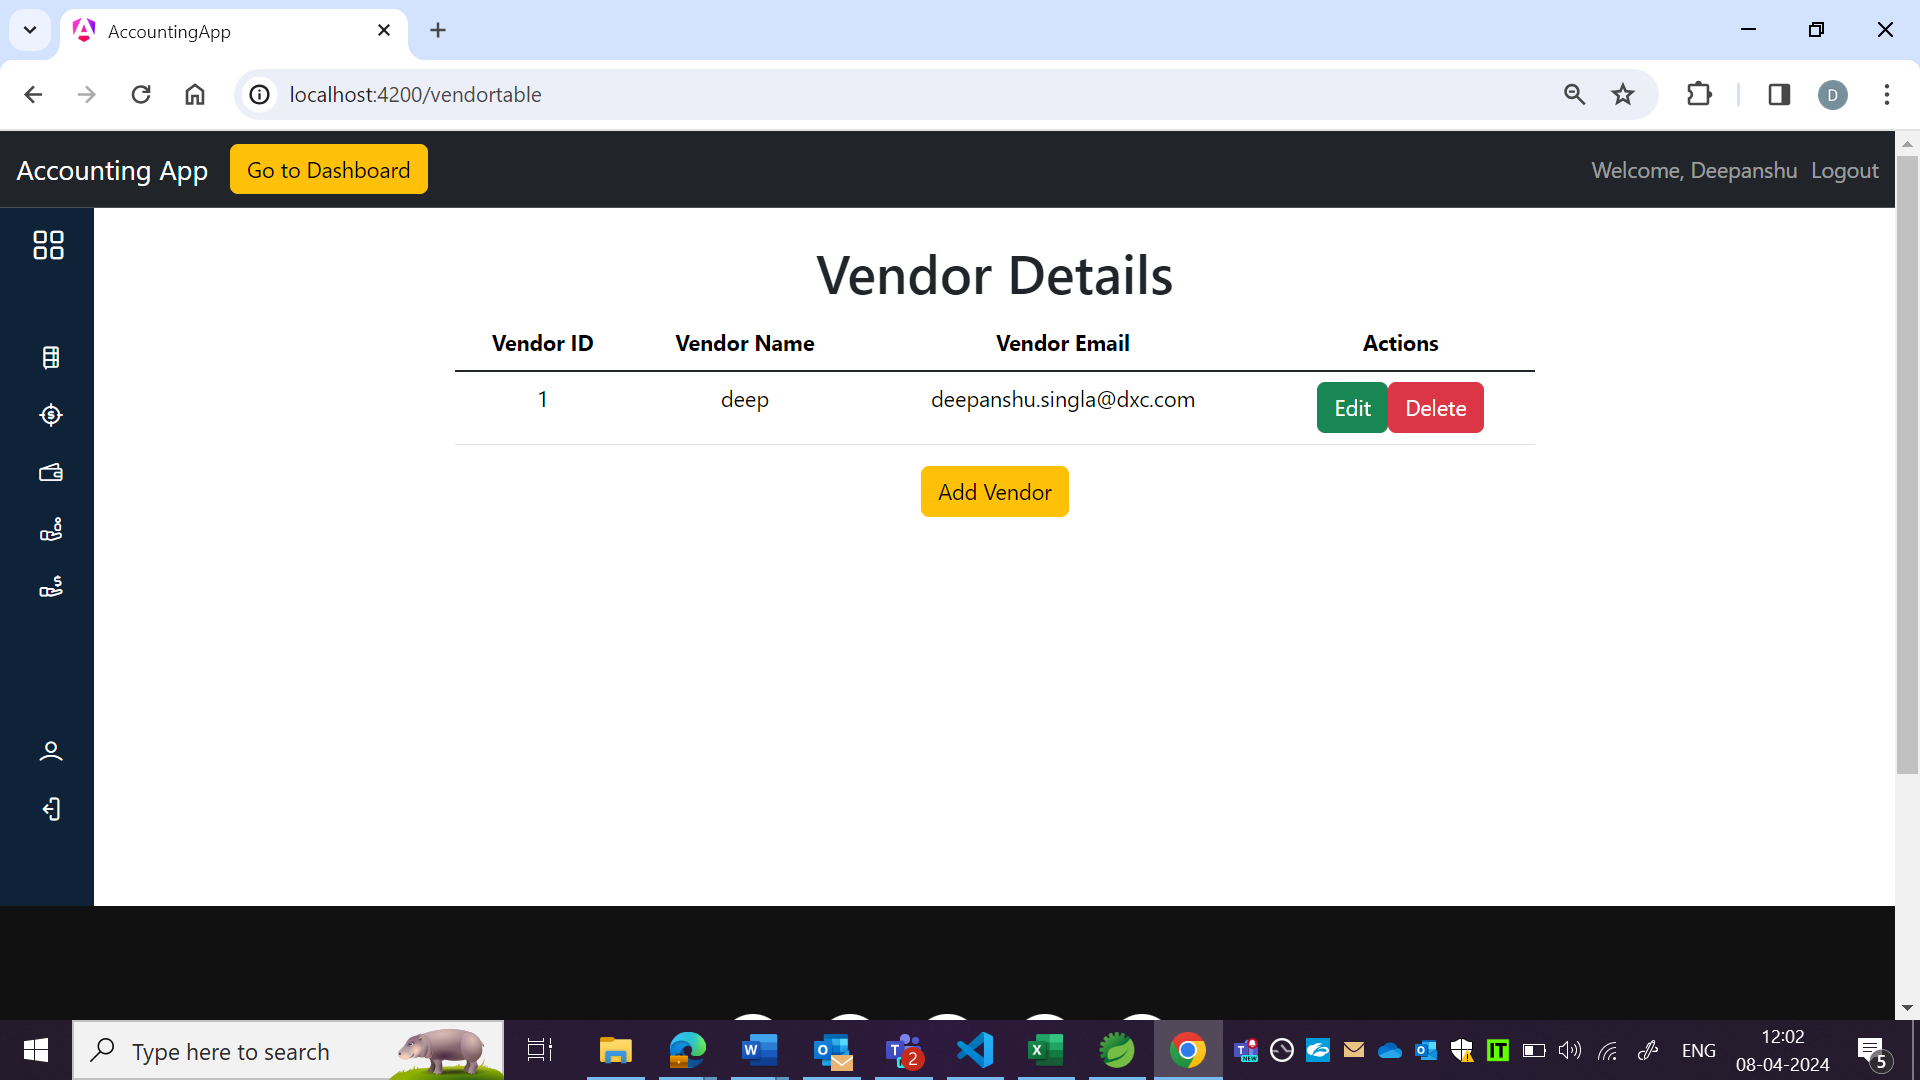 AccountingApp
localhost:4200/vendortable
D
Accounting App Go to Dashboard Welcome, Deepanshu Logout
Vendor Details
Vendor ID Vendor Name Vendor Email Actions
1 deep deepanshu.singla@dxc.com Edit Delete
Add Vendor
Type here to search 2 ENG 12:02
08-04-2024 5